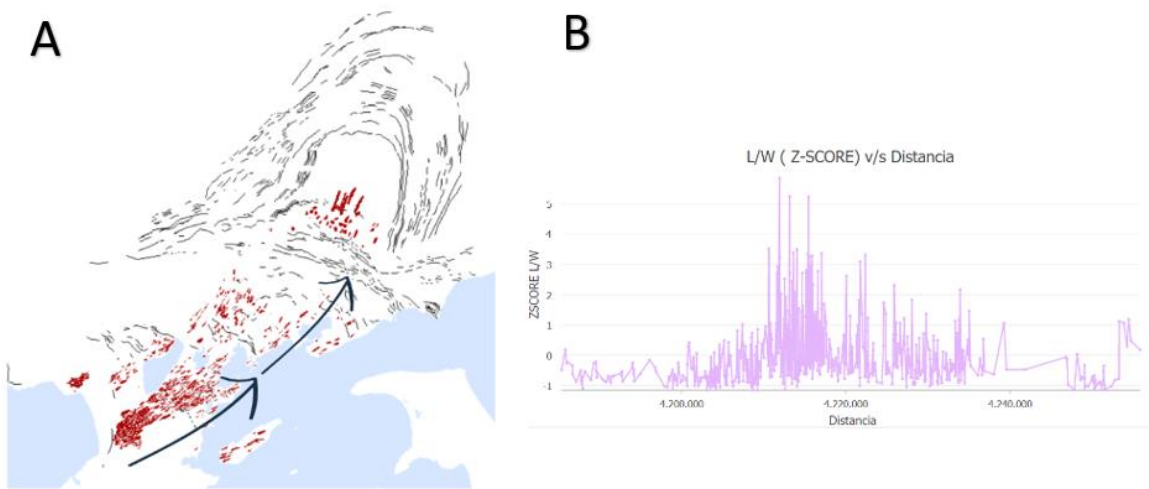 A
B
L/W ( Z-SCORE) v/s Distancia
5
4
3
2
1
0
-1
ZSCORE L/W
4.200.000
4.220.000
4.240.000
Distancia